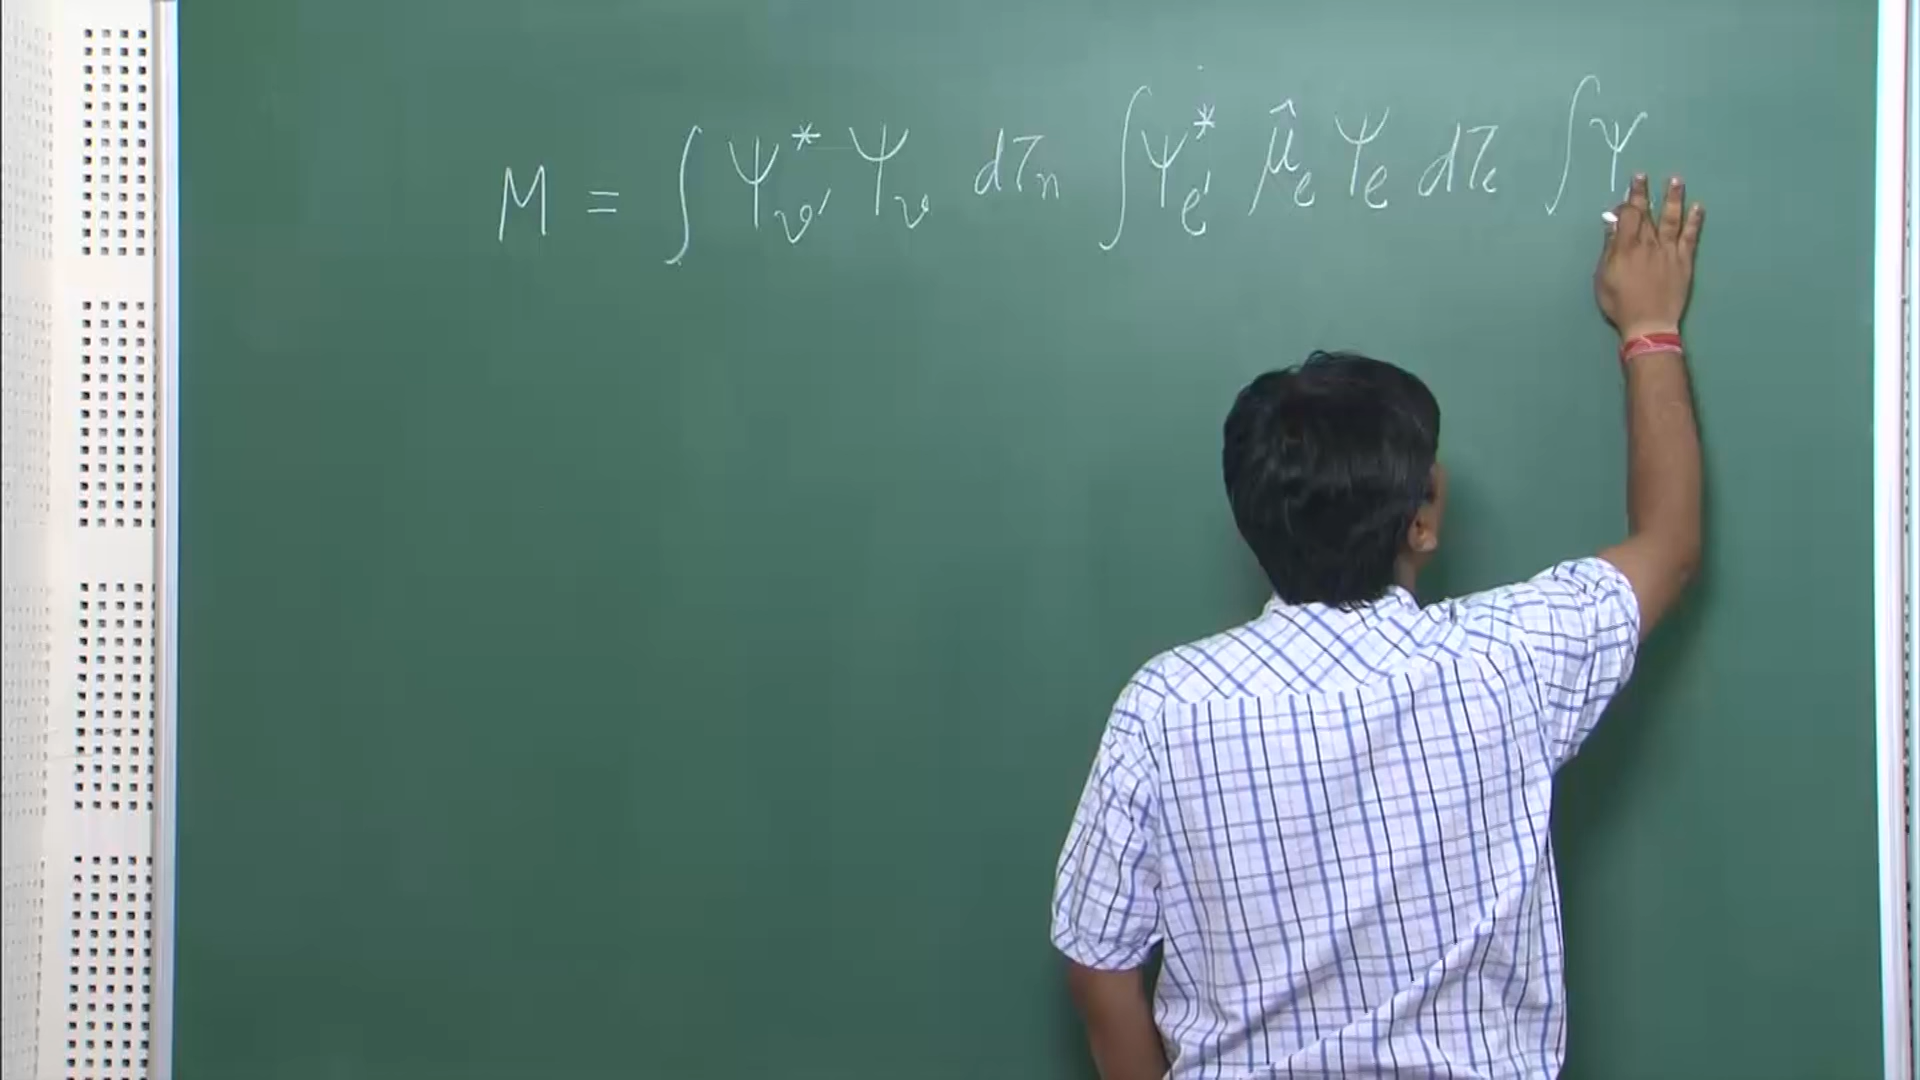 M = ∫ Ψ*ᵥ′ Ψᵥ dτₙ ∫ Ψ*ₑ′ μ̂ₑ Ψₑ dτₑ ∫ Ψ